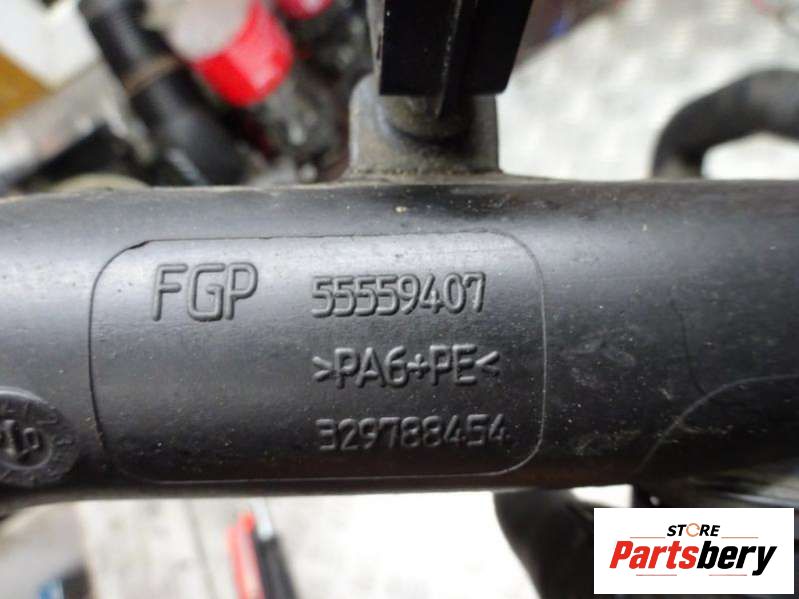 FGP 55559407
>PA6+PE<
329788454
STORE
Partsbery